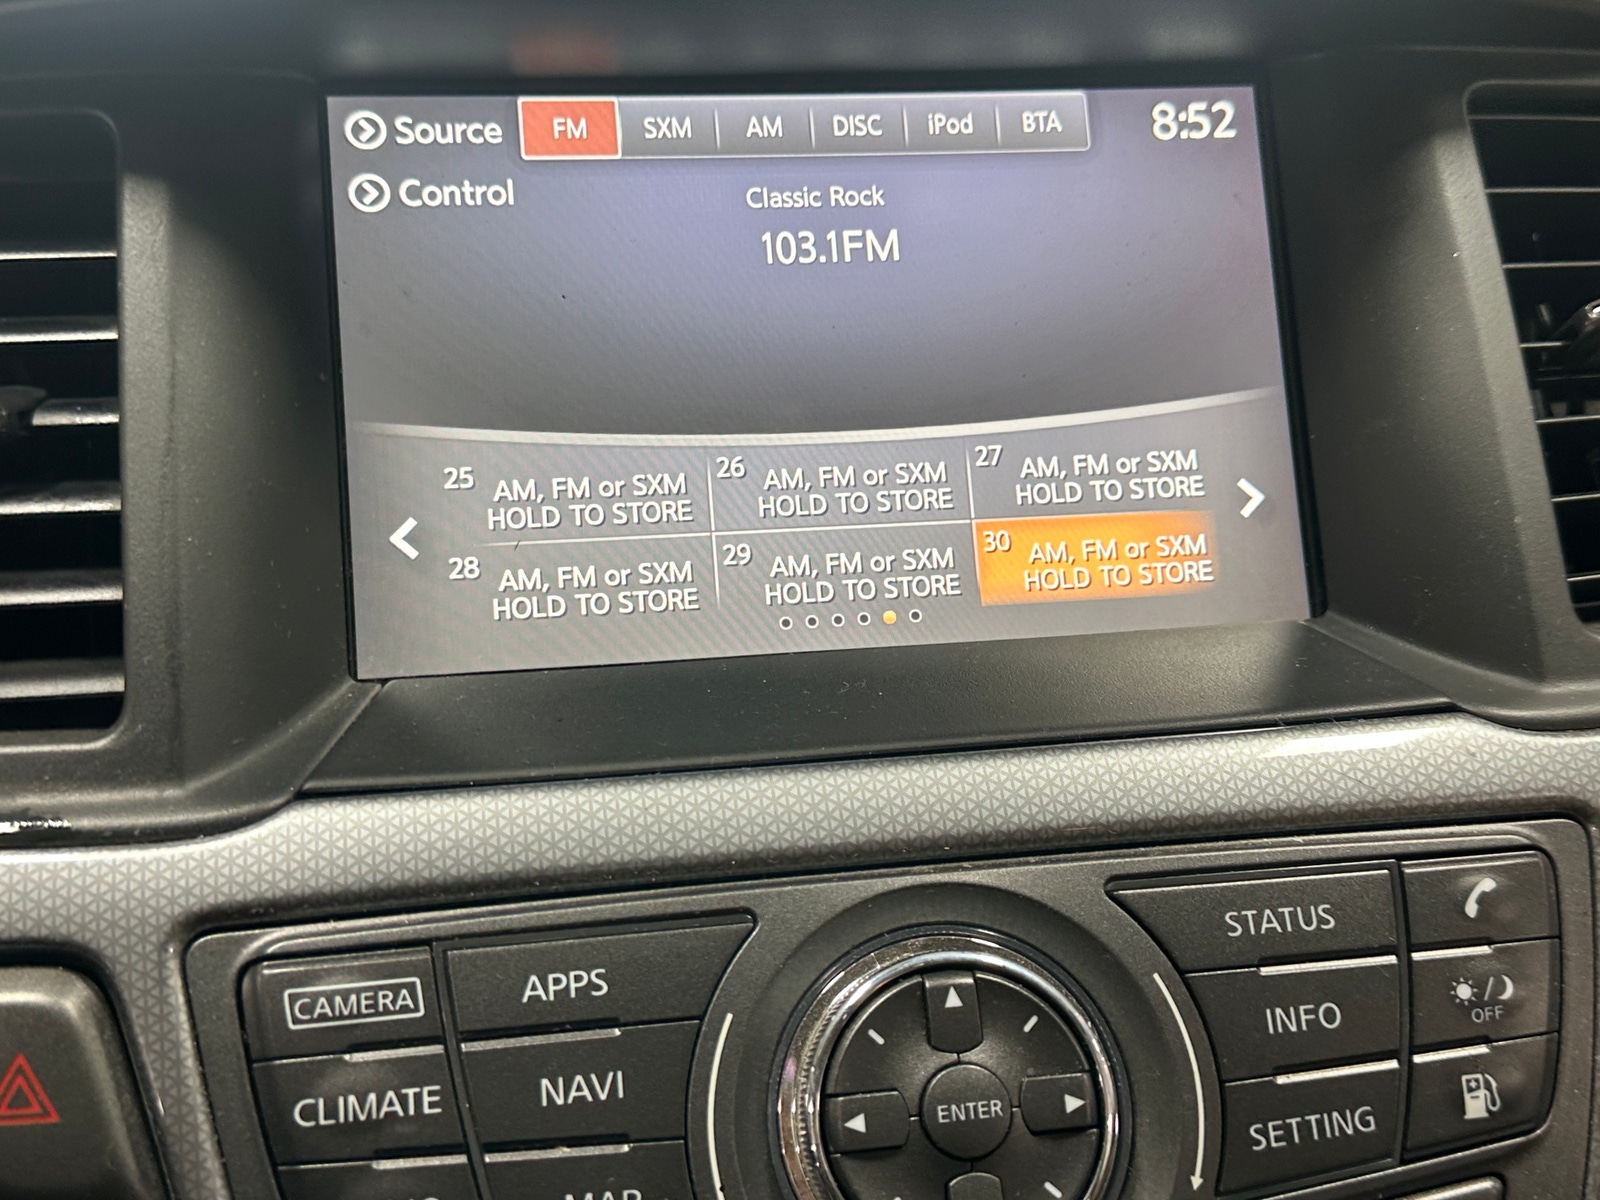 Source FM SXM AM DISC iPod BTA 8:52
Control
Classic Rock
103.1FM
25 AM, FM or SXM
HOLD TO STORE
26 AM, FM or SXM
HOLD TO STORE
27 AM, FM or SXM
HOLD TO STORE
28 AM, FM or SXM
HOLD TO STORE
29 AM, FM or SXM
HOLD TO STORE
30 AM, FM or SXM
HOLD TO STORE
CAMERA
APPS
CLIMATE
NAVI
ENTER
STATUS
INFO
OFF
SETTING